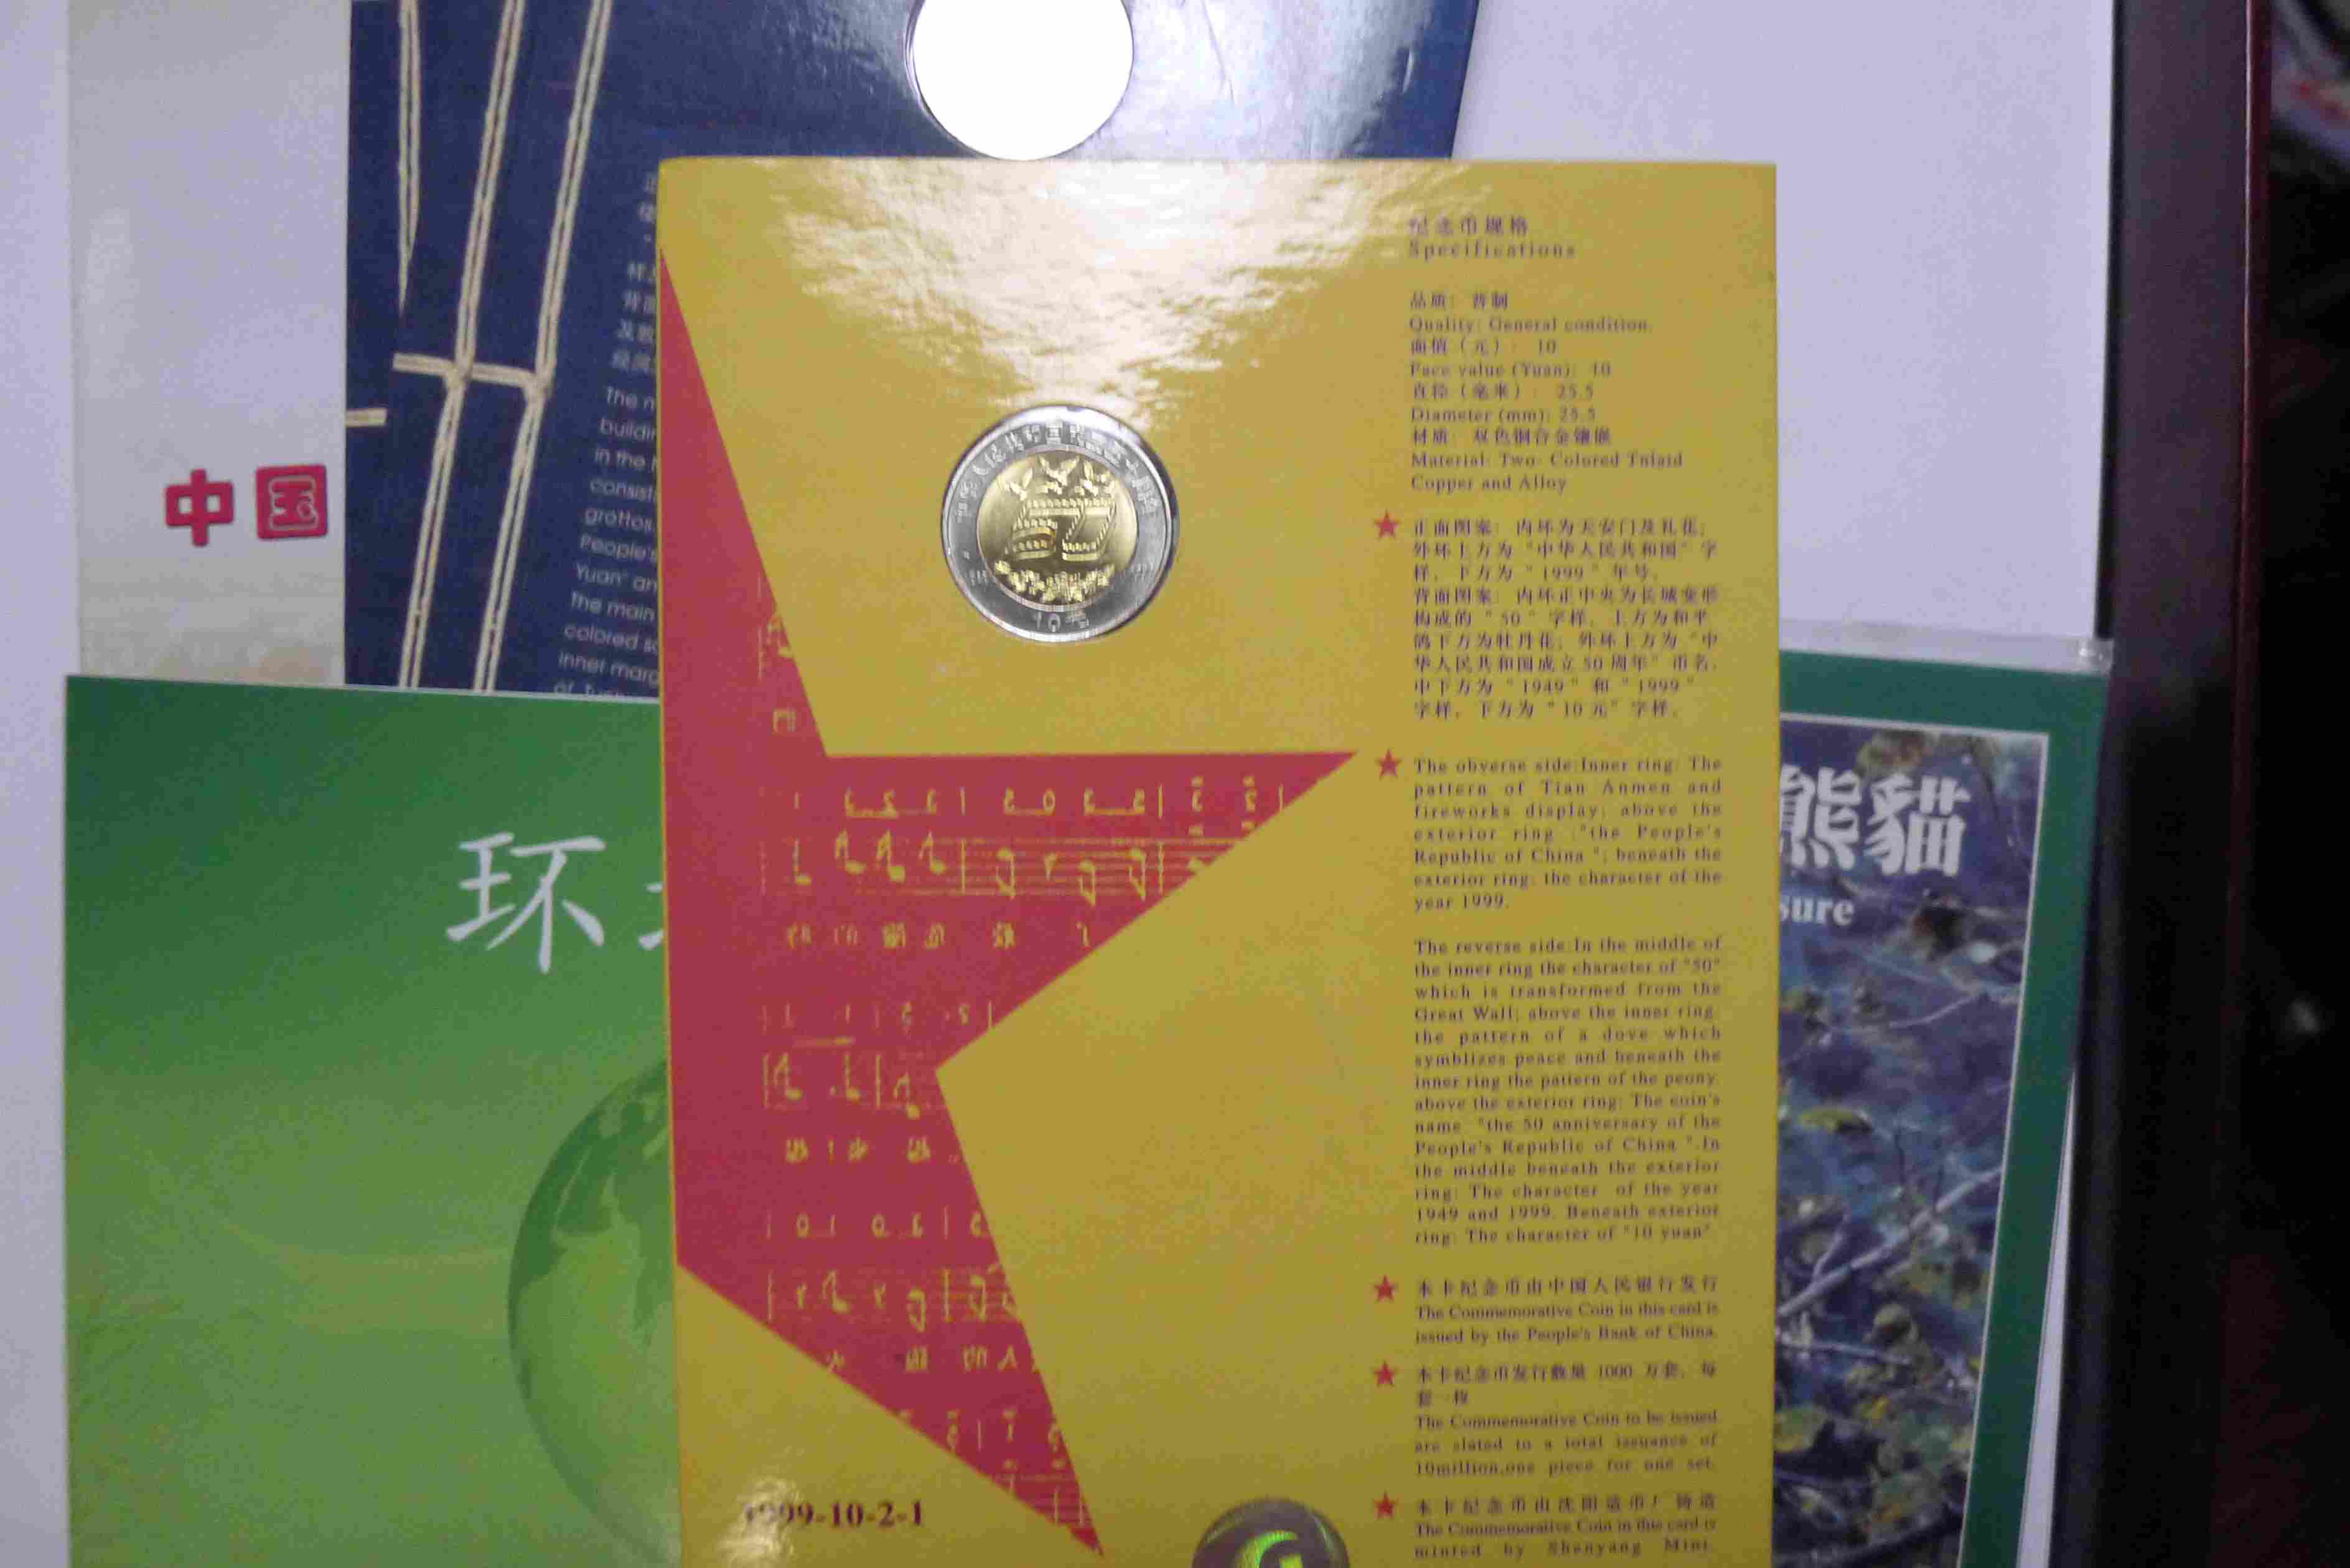 纪念币规格
Specifications
品质: 普制
Quality: General condition.
面值(元): 10
Face value (Yuan): 10
直径(毫米): 25.5
Diameter (mm): 25.5
材质: 双色铜合金镶嵌
Material: Two- Colored Inlaid
Copper and Alloy
正面图案: 内环为天安门及礼花;
外环上方为“中华人民共和国”字
样, 下方为“1999”年号.
背面图案: 内环正中央为长城变形
构成的“50”字样, 上方为和平
鸽下方为牡丹花; 外环上方为“中
华人民共和国成立50周年”币名,
中下方为“1949”和“1999”
字样, 下方为“10元”字样.
The obverse side:Inner ring: The
pattern of Tian Anmen and
fireworks display; above the
exterior ring :"the People's
Republic of China "; beneath the
exterior ring: the character of the
year 1999.
The reverse side:In the middle of
the inner ring the character of "50"
which is transformed from the
Great Wall; above the inner ring:
the pattern of a dove which
symblizes peace and beneath the
inner ring the pattern of the peony.
above the exterior ring: The coin's
name "the 50 anniversary of the
People's Republic of China ".In
the middle beneath the exterior
ring: The character of the year
1949 and 1999. Beneath exterior
ring: The character of "10 yuan"
本卡纪念币由中国人民银行发行
The Commemorative Coin in this card is
issued by the People's Bank of China.
本卡纪念币发行数量 1000 万套, 每
套一枚
The Commemorative Coin to be issued
are slated to a total issuance of
10million,one piece for one set.
本卡纪念币由沈阳造币厂铸造
The Commemorative Coin in this card is
minted by Shenyang Mint.
1999-10-2-1
10元
中国
The
buildin
in the
consist
grottos.
People's
Yuan" an
The main
colored
inner marg
环
熊貓
sure